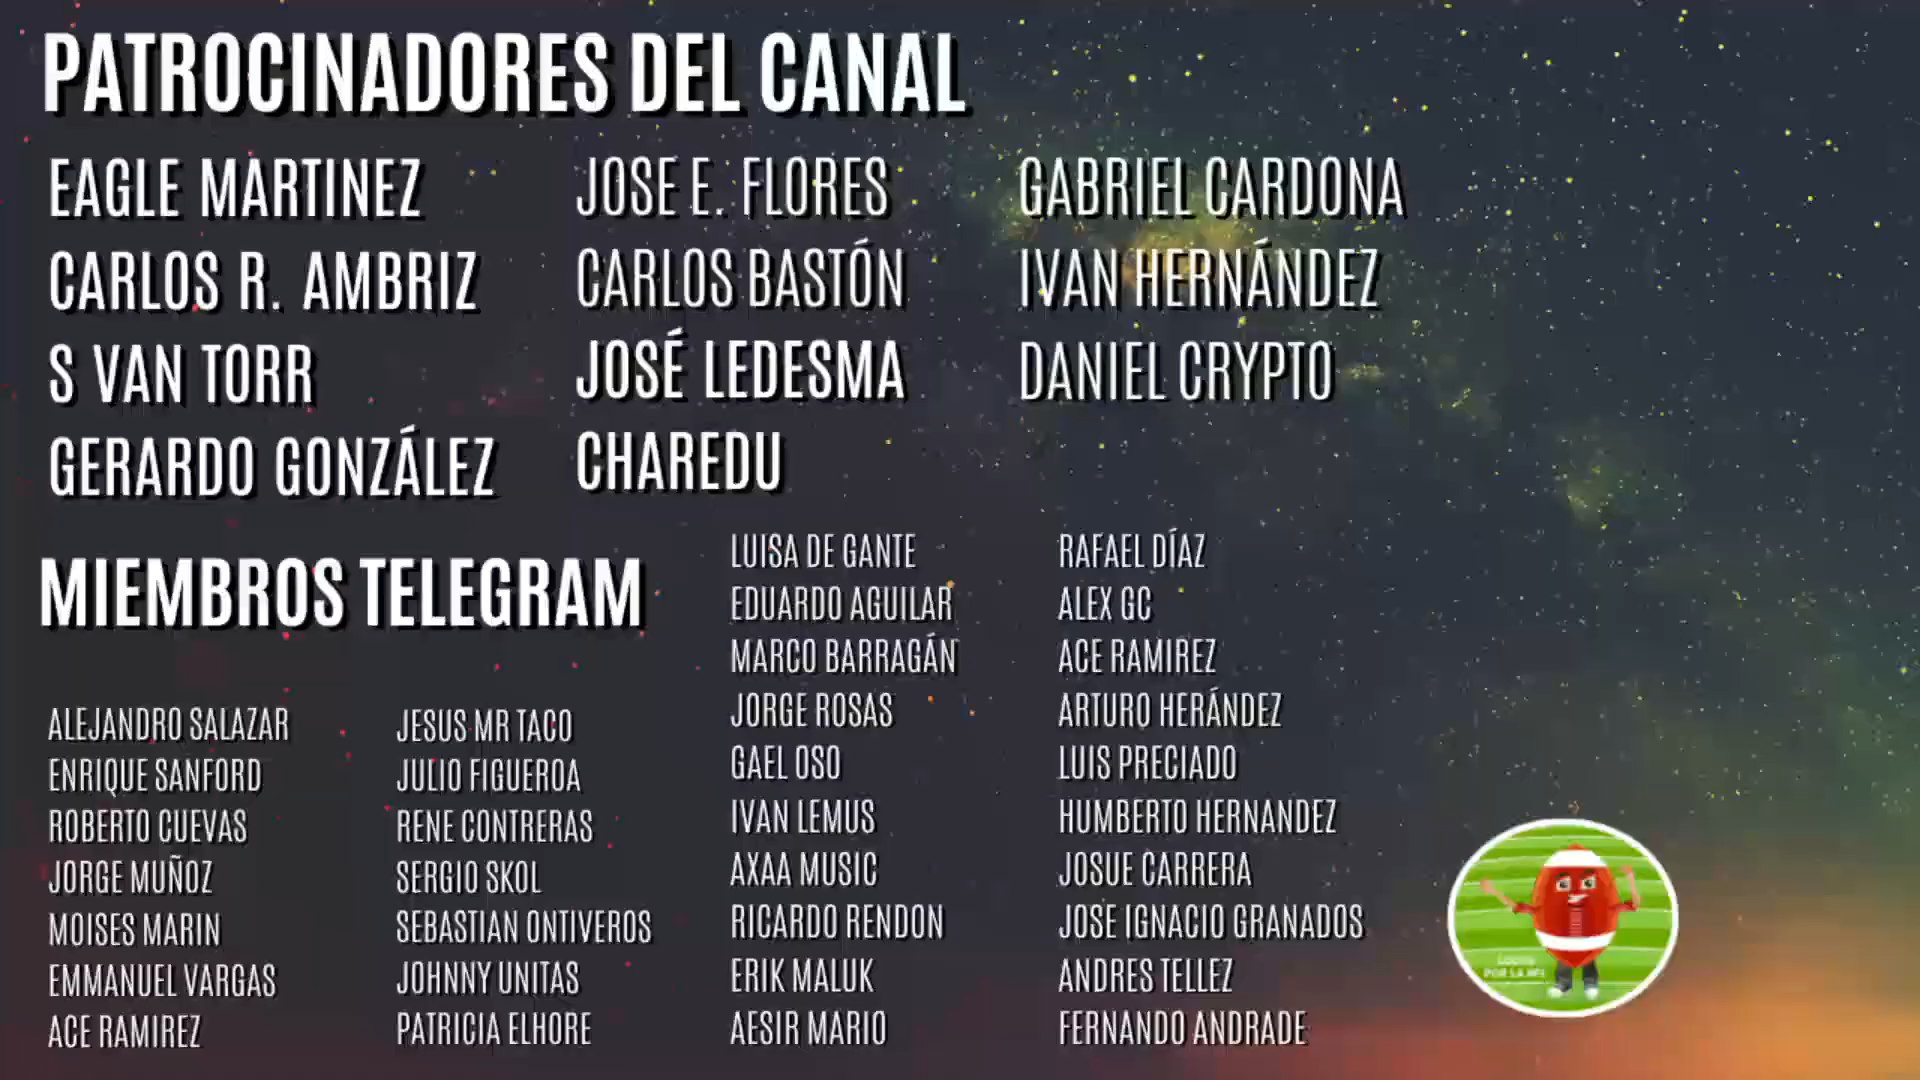 PATROCINADORES DEL CANAL
EAGLE MARTINEZ
CARLOS R. AMBRIZ
S VAN TORR
GERARDO GONZÁLEZ
JOSE E. FLORES
CARLOS BASTÓN
JOSÉ LEDESMA
CHAREDU
GABRIEL CARDONA
IVAN HERNÁNDEZ
DANIEL CRYPTO
MIEMBROS TELEGRAM
ALEJANDRO SALAZAR
ENRIQUE SANFORD
ROBERTO CUEVAS
JORGE MUÑOZ
MOISES MARIN
EMMANUEL VARGAS
ACE RAMIREZ
JESUS MR TACO
JULIO FIGUEROA
RENE CONTRERAS
SERGIO SKOL
SEBASTIAN ONTIVEROS
JOHNNY UNITAS
PATRICIA ELHORE
LUISA DE GANTE
EDUARDO AGUILAR
MARCO BARRAGÁN
JORGE ROSAS
GAEL OSO
IVAN LEMUS
AXAA MUSIC
RICARDO RENDON
ERIK MALUK
AESIR MARIO
RAFAEL DÍAZ
ALEX GC
ACE RAMIREZ
ARTURO HERÁNDEZ
LUIS PRECIADO
HUMBERTO HERNANDEZ
JOSUE CARRERA
JOSE IGNACIO GRANADOS
ANDRES TELLEZ
FERNANDO ANDRADE
POR LA NFL